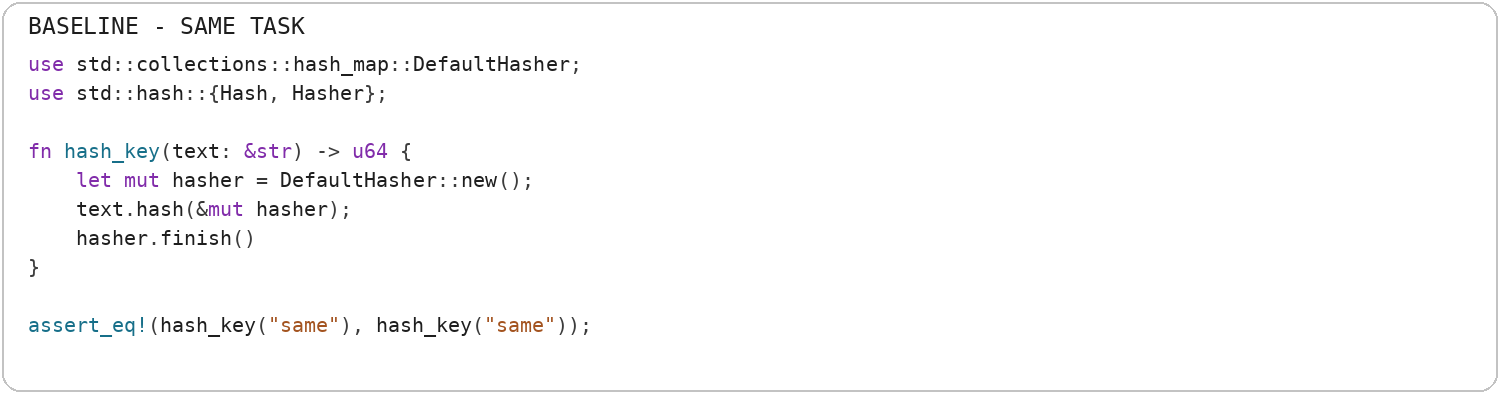 BASELINE - SAME TASK
use std::collections::hash_map::DefaultHasher;
use std::hash::{Hash, Hasher};

fn hash_key(text: &str) -> u64 {
    let mut hasher = DefaultHasher::new();
    text.hash(&mut hasher);
    hasher.finish()
}

assert_eq!(hash_key("same"), hash_key("same"));